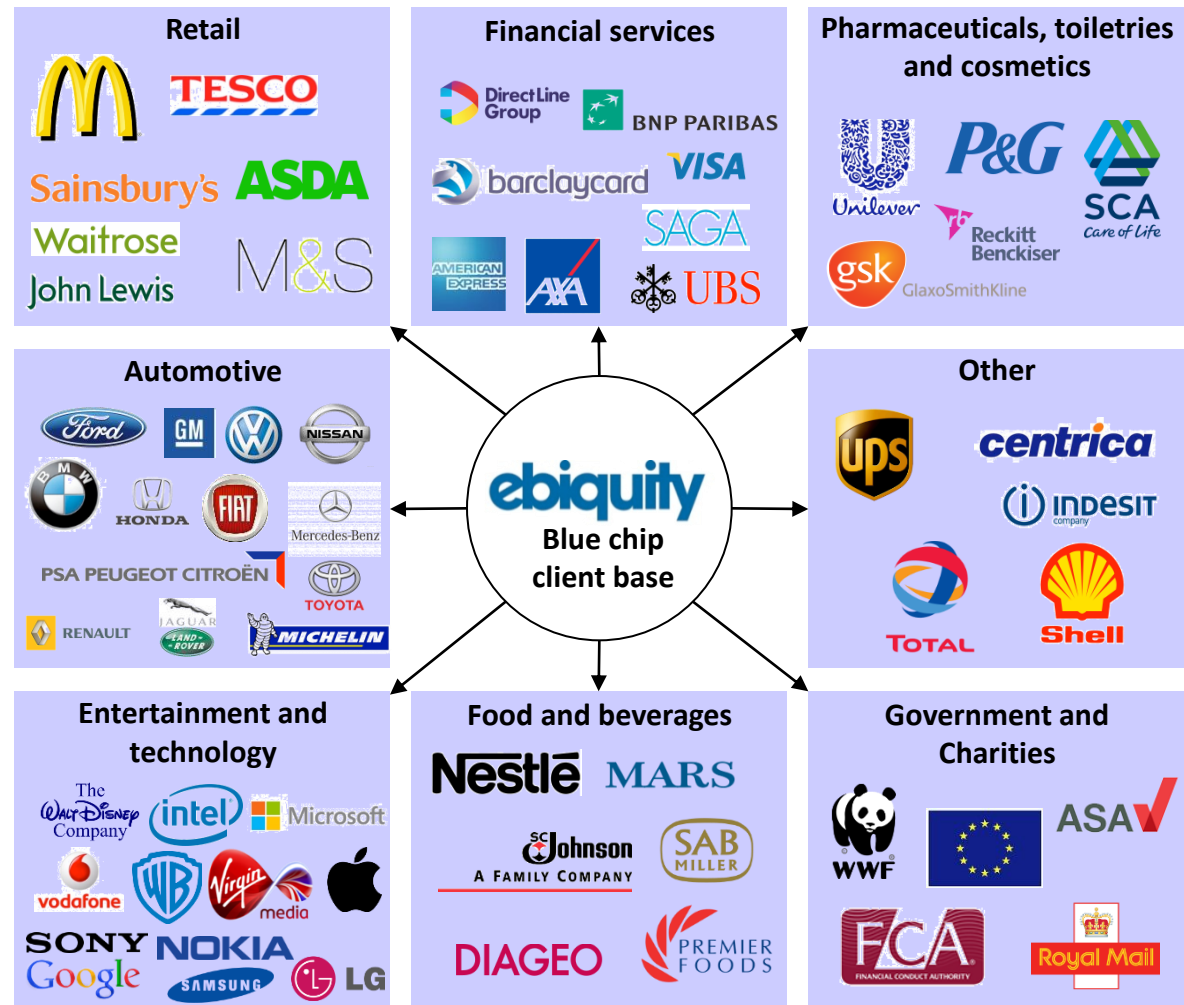 Retail
TESCO
Sainsbury's
ASDA
Waitrose
John Lewis
M&S
Financial services
DirectLine
Group
BNP PARIBAS
barclaycard
VISA
SAGA
AMERICAN
EXPRESS
AXA
UBS
Pharmaceuticals, toiletries
and cosmetics
Unilever
P&G
SCA
care of life
rb
Reckitt
Benckiser
gsk
GlaxoSmithKline
Automotive
Ford
GM
VW
NISSAN
BMW
HONDA
FIAT
Mercedes-Benz
PSA PEUGEOT CITROËN
TOYOTA
RENAULT
JAGUAR
LAND-
ROVER
MICHELIN
ebiquity
Blue chip
client base
Other
ups
centrica
indesit
company
TOTAL
Shell
Entertainment and
technology
The
WALT DISNEY
Company
intel
Microsoft
vodafone
WB
Virgin
media
SONY
NOKIA
Google
SAMSUNG
LG
LG
Food and beverages
Nestlé
MARS
SC Johnson
A FAMILY COMPANY
SAB
MILLER
DIAGEO
PREMIER
FOODS
Government and
Charities
WWF
ASA
FCA
FINANCIAL CONDUCT AUTHORITY
Royal Mail